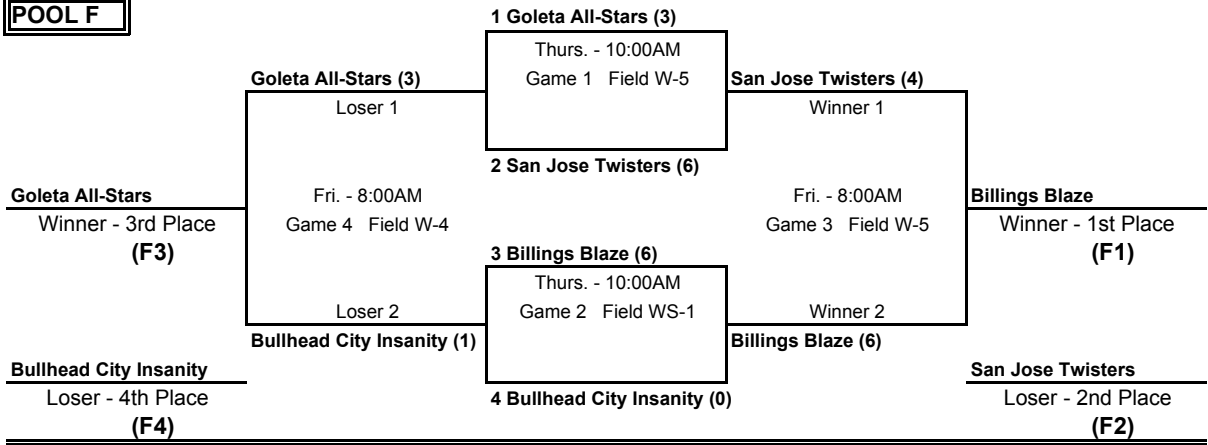 POOL F
1 Goleta All-Stars (3)
Thurs. - 10:00AM
Goleta All-Stars (3)
Game 1 Field W-5
San Jose Twisters (4)
Loser 1
Winner 1
2 San Jose Twisters (6)
Goleta All-Stars
Fri. - 8:00AM
Fri. - 8:00AM
Billings Blaze
Winner - 3rd Place
Game 4 Field W-4
Game 3 Field W-5
Winner - 1st Place
(F3)
3 Billings Blaze (6)
(F1)
Thurs. - 10:00AM
Loser 2
Game 2 Field WS-1
Winner 2
Bullhead City Insanity (1)
Billings Blaze (6)
Bullhead City Insanity
San Jose Twisters
Loser - 4th Place
4 Bullhead City Insanity (0)
Loser - 2nd Place
(F4)
(F2)